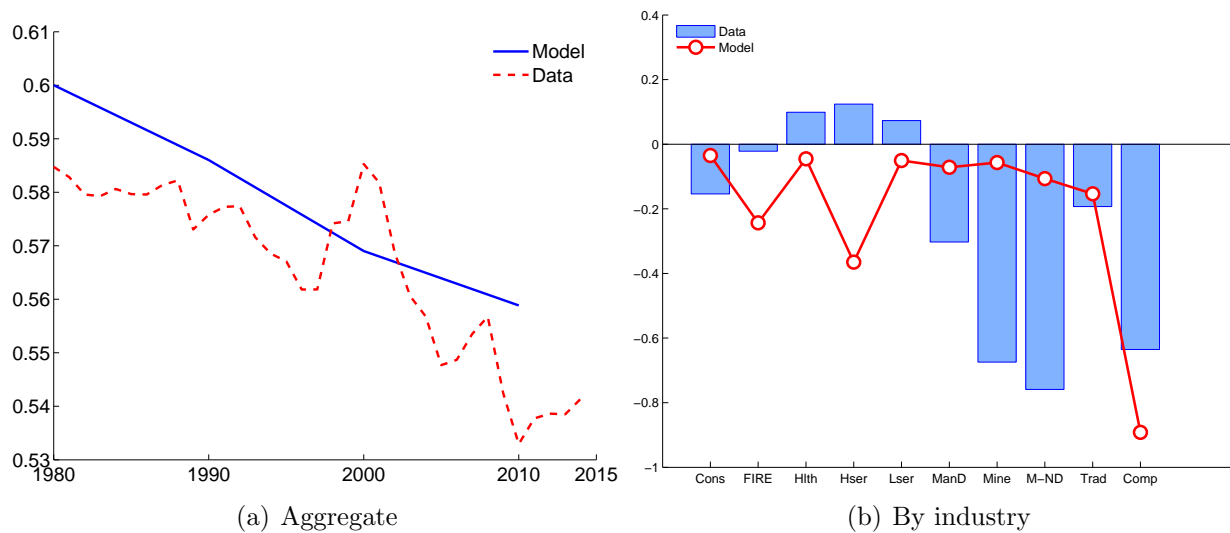 0.61
0.6
0.59
0.58
0.57
0.56
0.55
0.54
0.53
1980
1990
2000
2010
2015
Model
Data
(a) Aggregate
0.4
0.2
0
−0.2
−0.4
−0.6
−0.8
−1
Data
Model
Cons
FIRE
Hlth
Hser
Lser
ManD
Mine
M−ND
Trad
Comp
(b) By industry